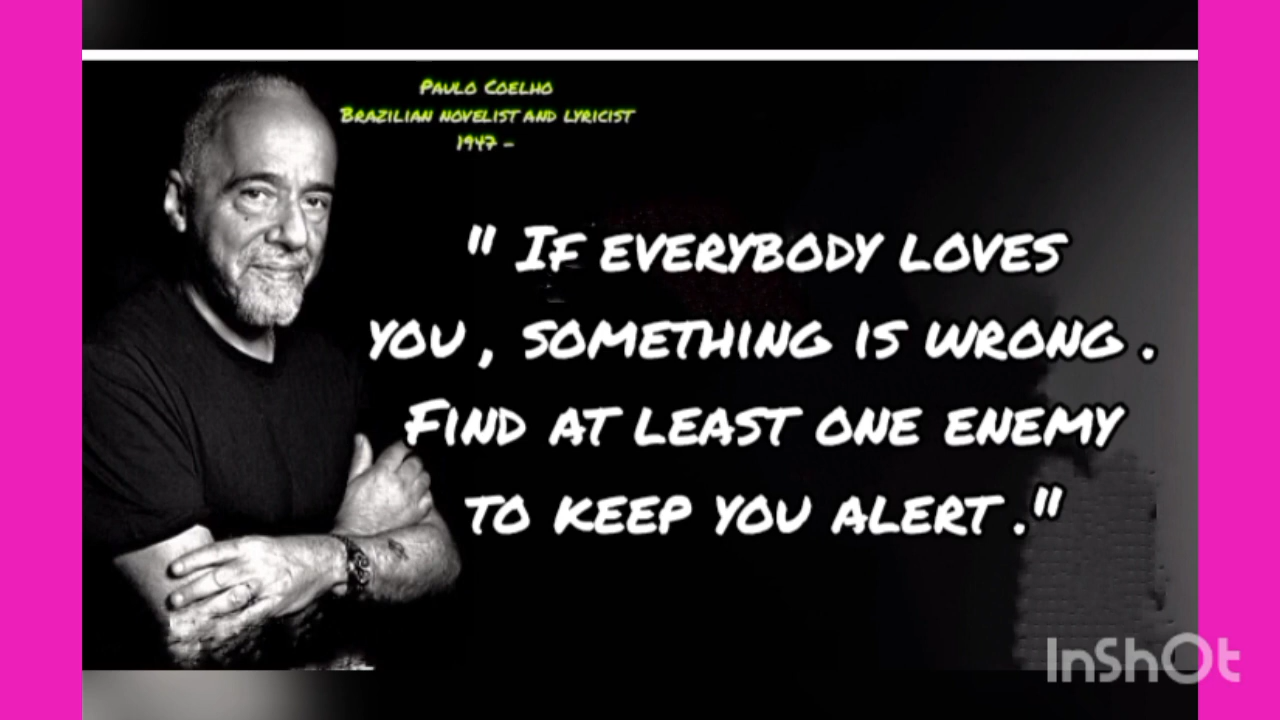 PAULO COELHO
BRAZILIAN NOVELIST AND LYRICIST
1947 -
" IF EVERYBODY LOVES
YOU , SOMETHING IS WRONG .
FIND AT LEAST ONE ENEMY
TO KEEP YOU ALERT ."
InShOt